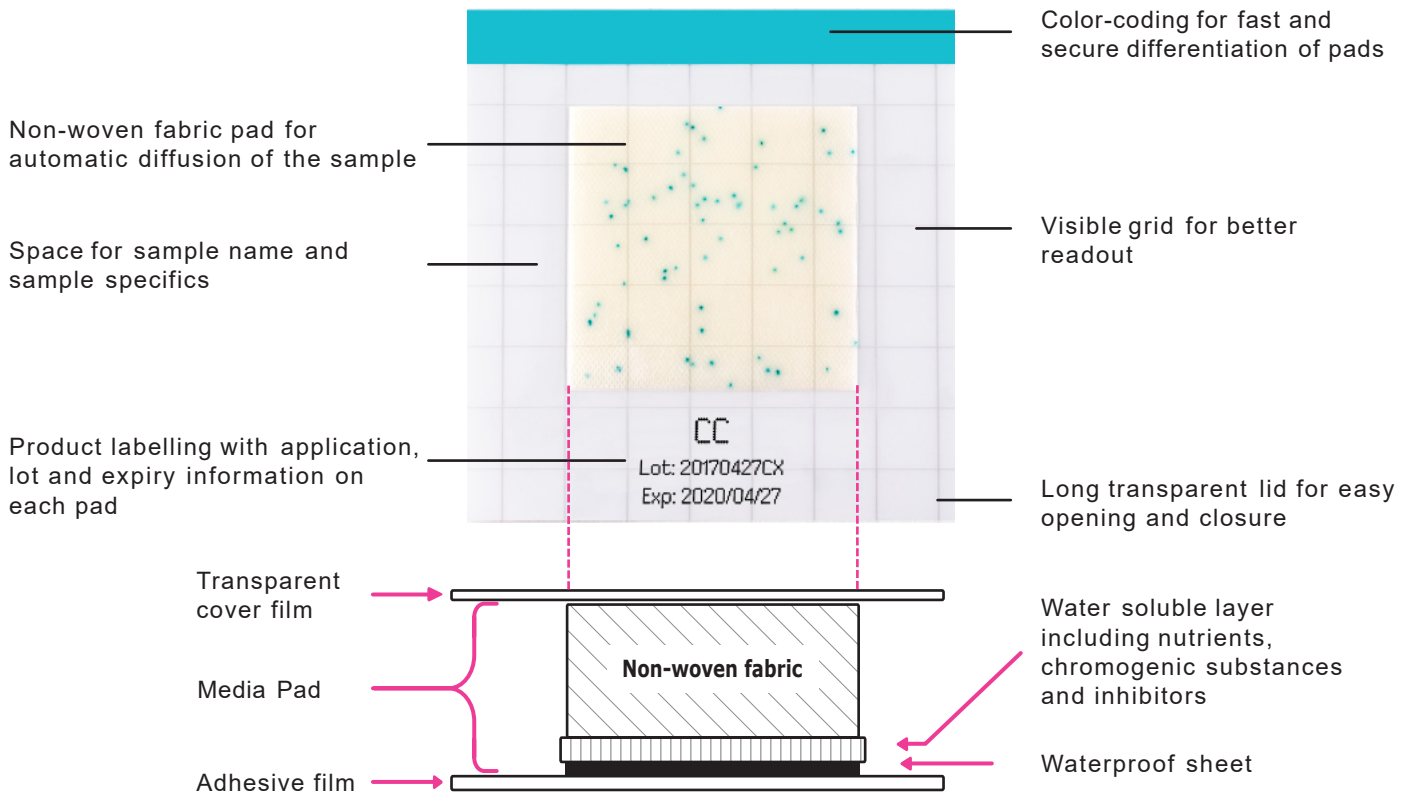 Color-coding for fast and
secure differentiation of pads
Non-woven fabric pad for
automatic diffusion of the sample
Space for sample name and
sample specifics
Visible grid for better
readout
Product labelling with application,
lot and expiry information on
each pad
CC
Lot: 20170427CX
Exp: 2020/04/27
Long transparent lid for easy
opening and closure
Transparent
cover film
Media Pad
Adhesive film
Non-woven fabric
Water soluble layer
including nutrients,
chromogenic substances
and inhibitors
Waterproof sheet